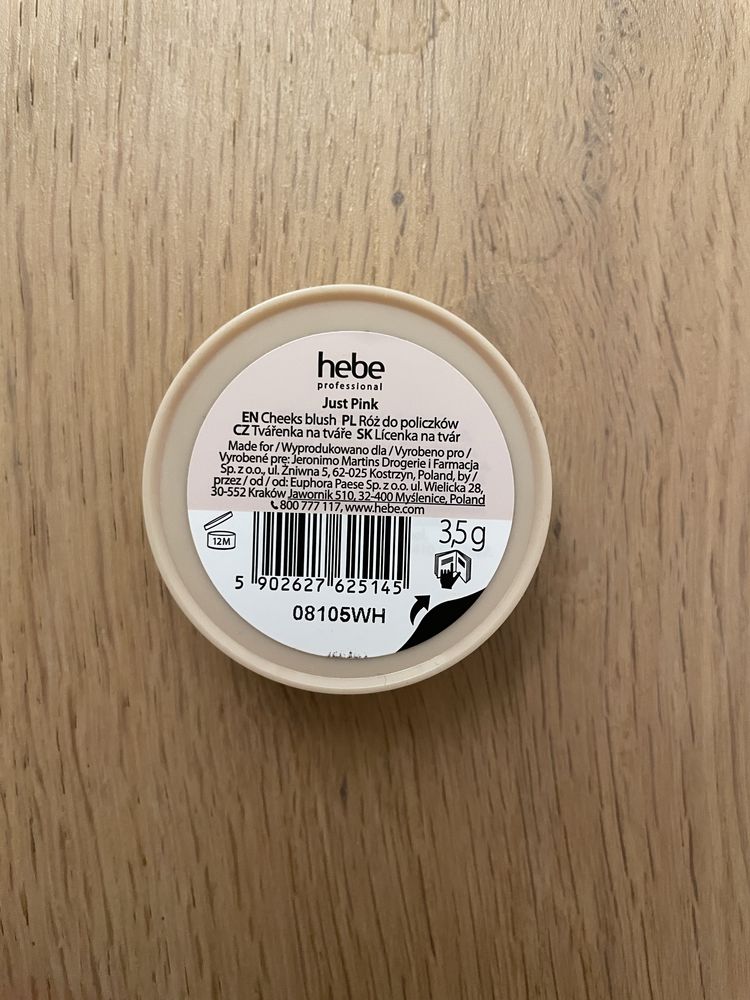 hebe
professional
Just Pink
EN Cheeks blush PL Róż do policzków
CZ Tvářenka na tváře SK Lícenka na tvár
Made for / Wyprodukowano dla / Vyrobeno pro /
Vyrobené pre: Jeronimo Martins Drogerie i Farmacja
Sp. z o.o., ul. Żniwna 5, 62-025 Kostrzyn, Poland, by /
przez / od / od: Euphora Paese Sp. z o.o. ul. Wielicka 28,
30-552 Kraków Jawornik 510, 32-400 Myślenice, Poland
800 777 117, www.hebe.com
12M
3,5g
5 902627 625145
08105WH